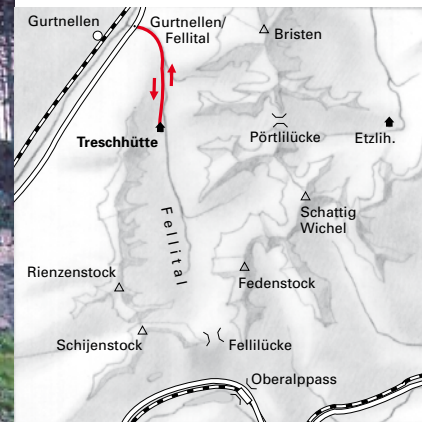 Gurtnellen
Gurtnellen/
Fellital
Bristen
Treschhütte
Pörtlilücke
Etzlih.
Schattig
Wichel
Fellital
Rienzenstock
Fedenstock
Schijenstock
Fellilücke
Oberalppass